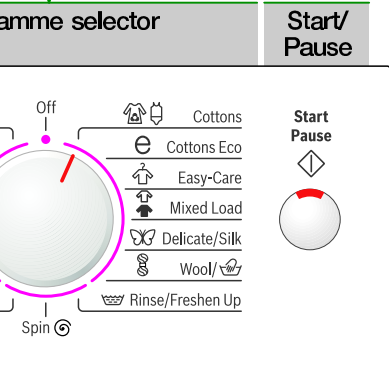 amme selector
Start/
Pause
Off
Cottons
Cottons Eco
Easy-Care
Mixed Load
Delicate/Silk
Wool/
Rinse/Freshen Up
Spin
Start
Pause